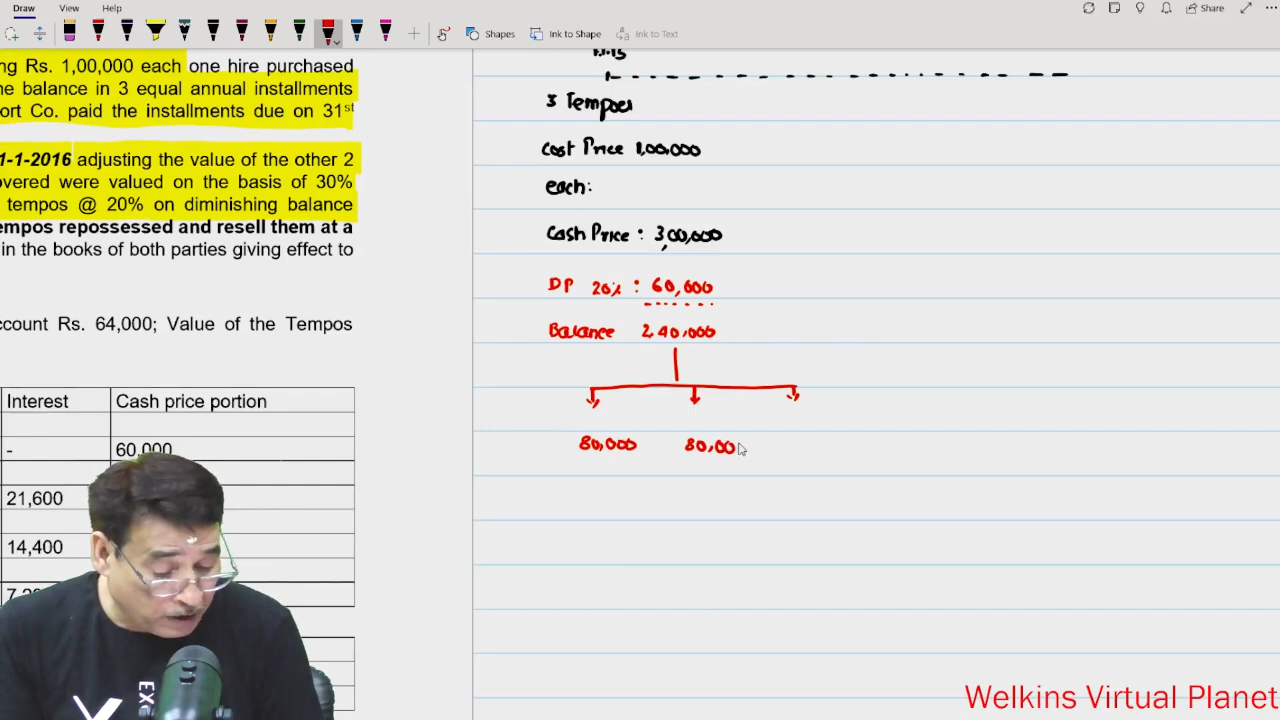 Draw View Help
Share
Shapes Ink to Shape Ink to Text
ng Rs. 1,00,000 each one hire purchased
he balance in 3 equal annual installments
ort Co. paid the installments due on 31st
1-1-2016 adjusting the value of the other 2
overed were valued on the basis of 30%
tempos @ 20% on diminishing balance
empos repossessed and resell them at a
in the books of both parties giving effect to
ccount Rs. 64,000; Value of the Tempos
Interest Cash price portion
- 60,000
21,600
14,400
3 Tempoes
Cost Price 1,00,000
each:
Cash Price : 3,00,000
DP 20% : 60,000
Balance 2,40,000
80,000 80,00
EX
Welkins Virtual Planet